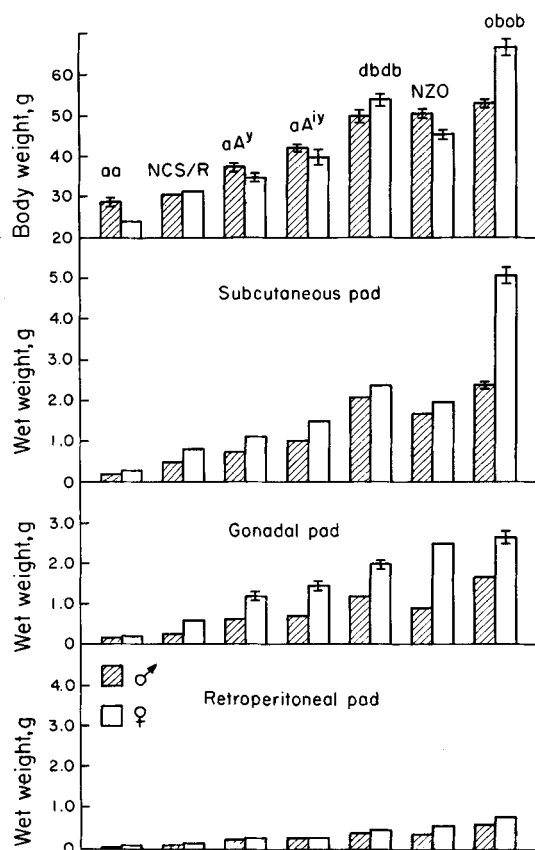 obob
dbdb
NZO
aA^iy
aA^y
aa
NCS/R
Body weight, g
60
50
40
30
20
Subcutaneous pad
Wet weight, g
5.0
4.0
3.0
2.0
1.0
0
Gonadal pad
Wet weight, g
3.0
2.0
1.0
0
Retroperitoneal pad
♂
♀
Wet weight, g
4.0
3.0
2.0
1.0
0